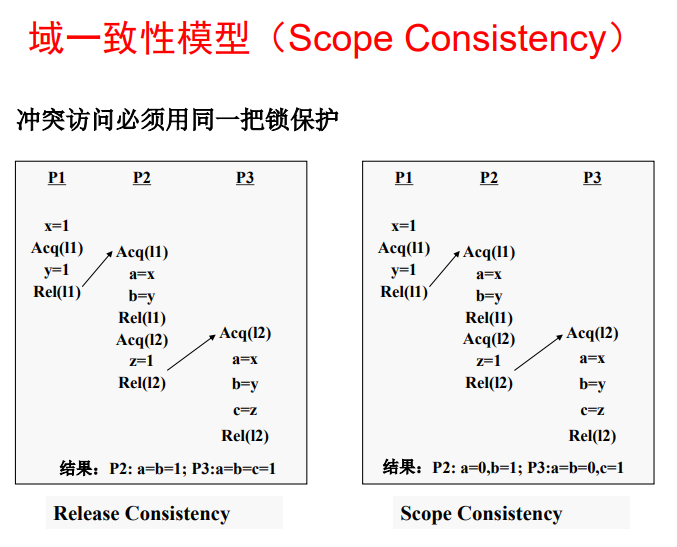 域一致性模型（Scope Consistency）
冲突访问必须用同一把锁保护
P1 P2 P3
x=1
Acq(l1) Acq(l1)
y=1 a=x
Rel(l1) b=y
Rel(l1)
Acq(l2) Acq(l2)
z=1 a=x
Rel(l2) b=y
c=z
Rel(l2)
结果：P2: a=b=1; P3:a=b=c=1
Release Consistency
P1 P2 P3
x=1
Acq(l1) Acq(l1)
y=1 a=x
Rel(l1) b=y
Rel(l1)
Acq(l2) Acq(l2)
z=1 a=x
Rel(l2) b=y
c=z
Rel(l2)
结果：P2: a=0,b=1; P3:a=b=0,c=1
Scope Consistency